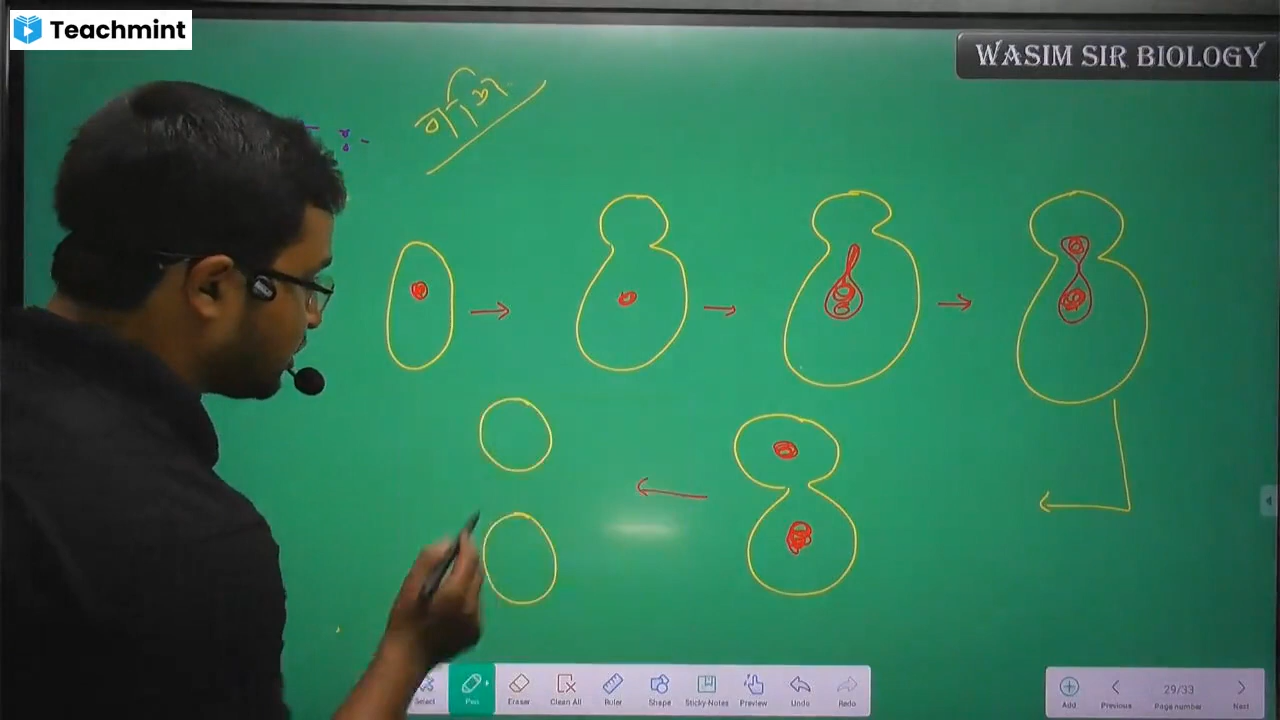 Teachmint
WASIM SIR BIOLOGY
Select
Pen
Eraser
Clean All
Ruler
Shape
Sticky-Notes
Preview
Undo
Redo
Add
Previous
29/33
Page number
Next